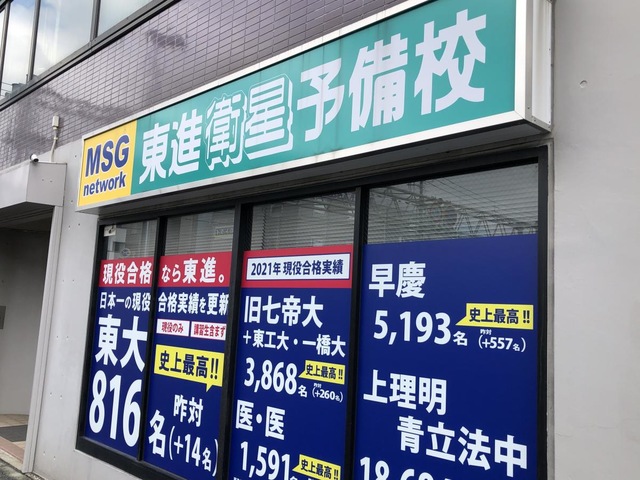 MSG
network
東進衛星予備校
現役合格なら東進。
日本一の現役合格実績を更新
現役のみ 講習生含まず
東大
816名
史上最高!!
昨対
(+14名)
2021年 現役合格実績
旧七帝大
+東工大・一橋大
3,868名
史上最高!!
昨対
(+260名)
医・医
1,591
史上最高!!
早慶
5,193名
史上最高!!
昨対
(+557名)
上理明
青立法中